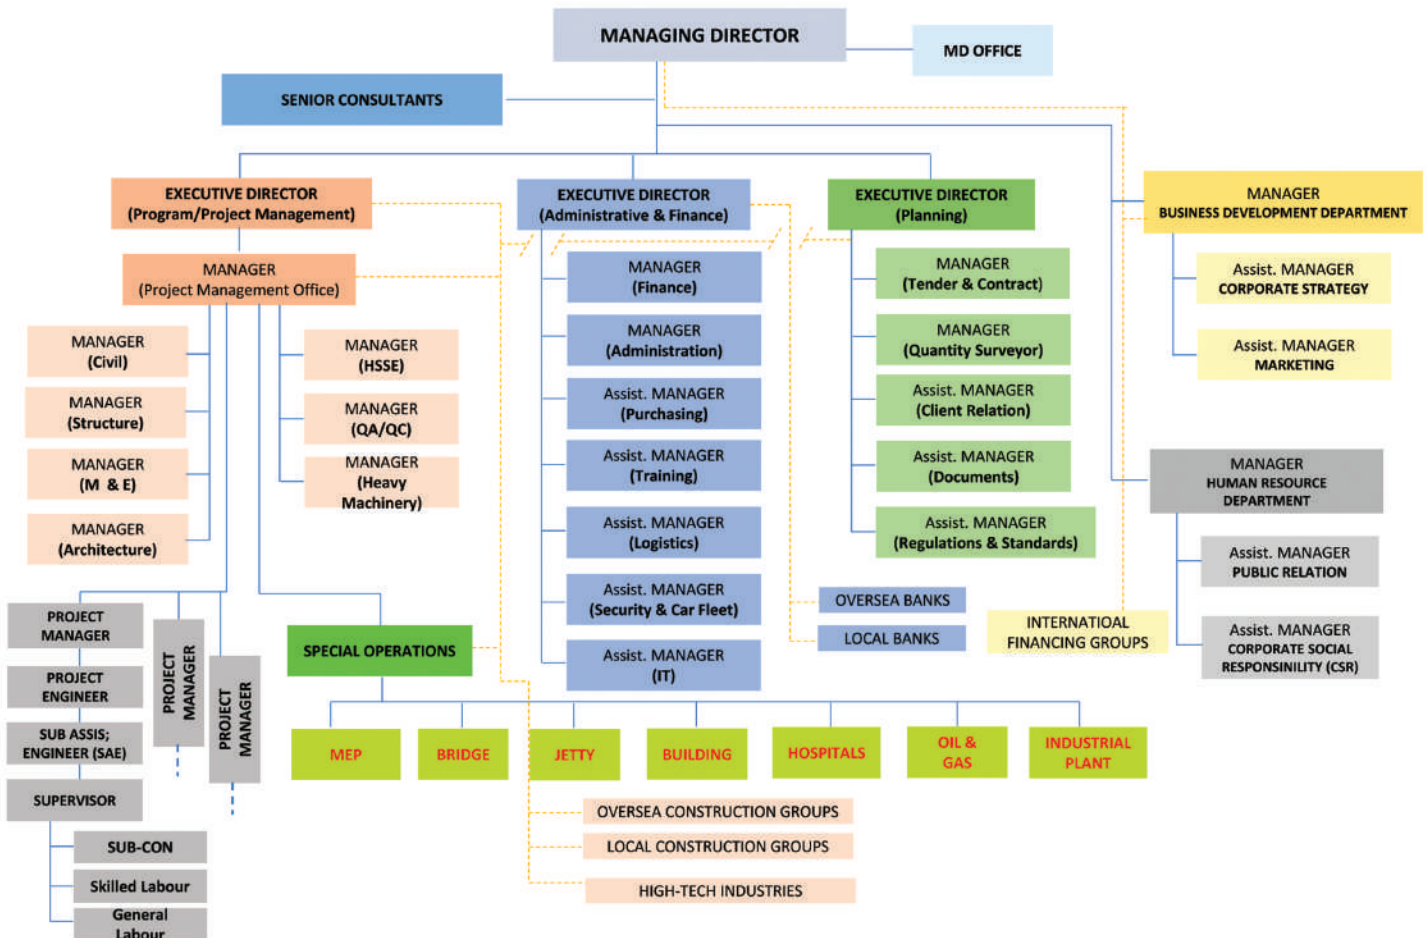 MANAGING DIRECTOR
MD OFFICE
SENIOR CONSULTANTS
EXECUTIVE DIRECTOR
(Program/Project Management)
EXECUTIVE DIRECTOR
(Administrative & Finance)
EXECUTIVE DIRECTOR
(Planning)
MANAGER
BUSINESS DEVELOPMENT DEPARTMENT
MANAGER
(Project Management Office)
MANAGER
(Civil)
MANAGER
(Structure)
MANAGER
(M & E)
MANAGER
(Architecture)
MANAGER
(HSSE)
MANAGER
(QA/QC)
MANAGER
(Heavy
Machinery)
MANAGER
(Finance)
MANAGER
(Administration)
Assist. MANAGER
(Purchasing)
Assist. MANAGER
(Training)
Assist. MANAGER
(Logistics)
Assist. MANAGER
(Security & Car Fleet)
Assist. MANAGER
(IT)
MANAGER
(Tender & Contract)
MANAGER
(Quantity Surveyor)
Assist. MANAGER
(Client Relation)
Assist. MANAGER
(Documents)
Assist. MANAGER
(Regulations & Standards)
Assist. MANAGER
CORPORATE STRATEGY
Assist. MANAGER
MARKETING
MANAGER
HUMAN RESOURCE
DEPARTMENT
Assist. MANAGER
PUBLIC RELATION
Assist. MANAGER
CORPORATE SOCIAL
RESPONSINILITY (CSR)
OVERSEA BANKS
LOCAL BANKS
INTERNATIOAL
FINANCING GROUPS
PROJECT
MANAGER
PROJECT
ENGINEER
SUB ASSIS;
ENGINEER (SAE)
SUPERVISOR
SUB-CON
Skilled Labour
General
Labour
PROJECT
MANAGER
PROJECT
MANAGER
SPECIAL OPERATIONS
MEP
BRIDGE
JETTY
BUILDING
HOSPITALS
OIL &
GAS
INDUSTRIAL
PLANT
OVERSEA CONSTRUCTION GROUPS
LOCAL CONSTRUCTION GROUPS
HIGH-TECH INDUSTRIES